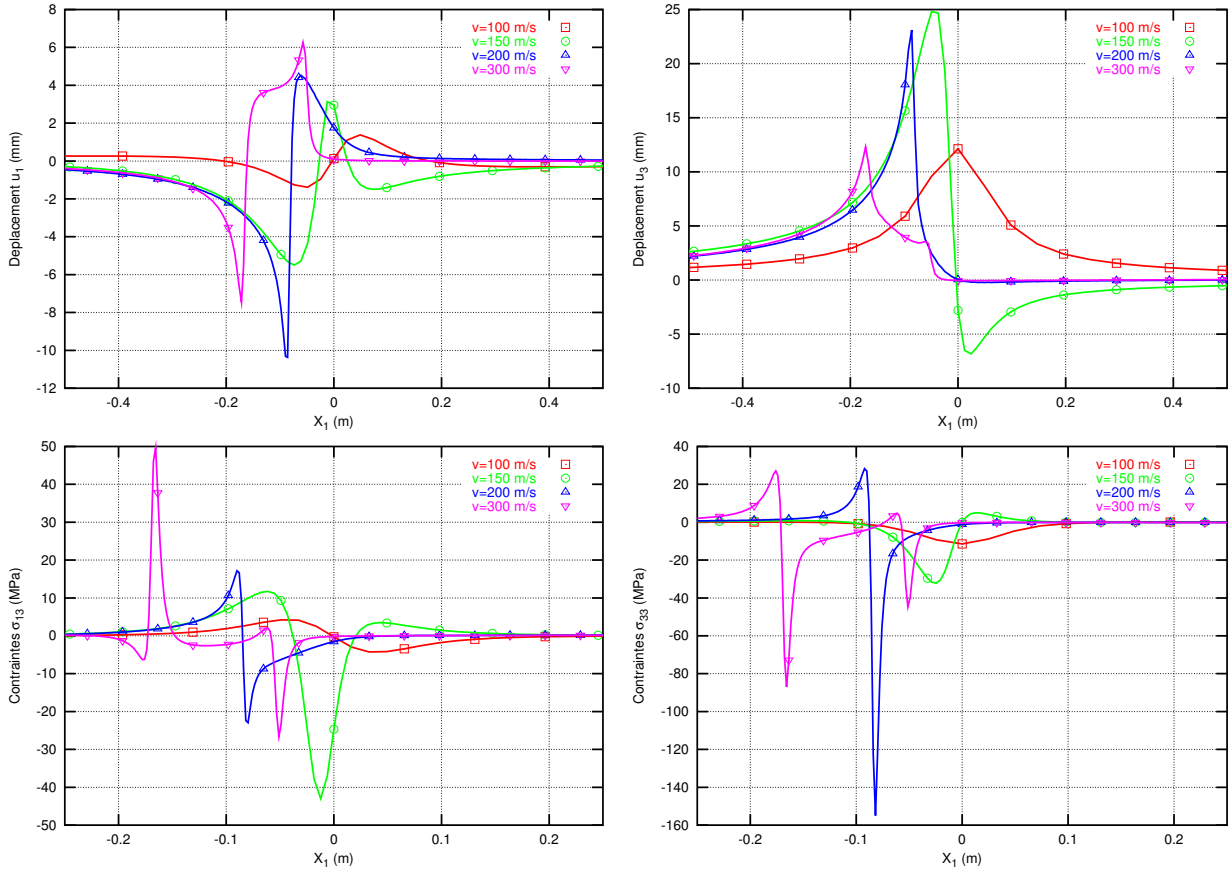 Deplacement u1 (mm)
8
6
4
2
0
-2
-4
-6
-8
-10
-12
-0.4
-0.2
0
0.2
0.4
X1 (m)
v=100 m/s
v=150 m/s
v=200 m/s
v=300 m/s
Deplacement u3 (mm)
25
20
15
10
5
0
-5
-10
-0.4
-0.2
0
0.2
0.4
X1 (m)
v=100 m/s
v=150 m/s
v=200 m/s
v=300 m/s
Contraintes σ13 (MPa)
50
40
30
20
10
0
-10
-20
-30
-40
-50
-0.2
-0.1
0
0.1
0.2
X1 (m)
v=100 m/s
v=150 m/s
v=200 m/s
v=300 m/s
Contraintes σ33 (MPa)
40
20
0
-20
-40
-60
-80
-100
-120
-140
-160
-0.2
-0.1
0
0.1
0.2
X1 (m)
v=100 m/s
v=150 m/s
v=200 m/s
v=300 m/s